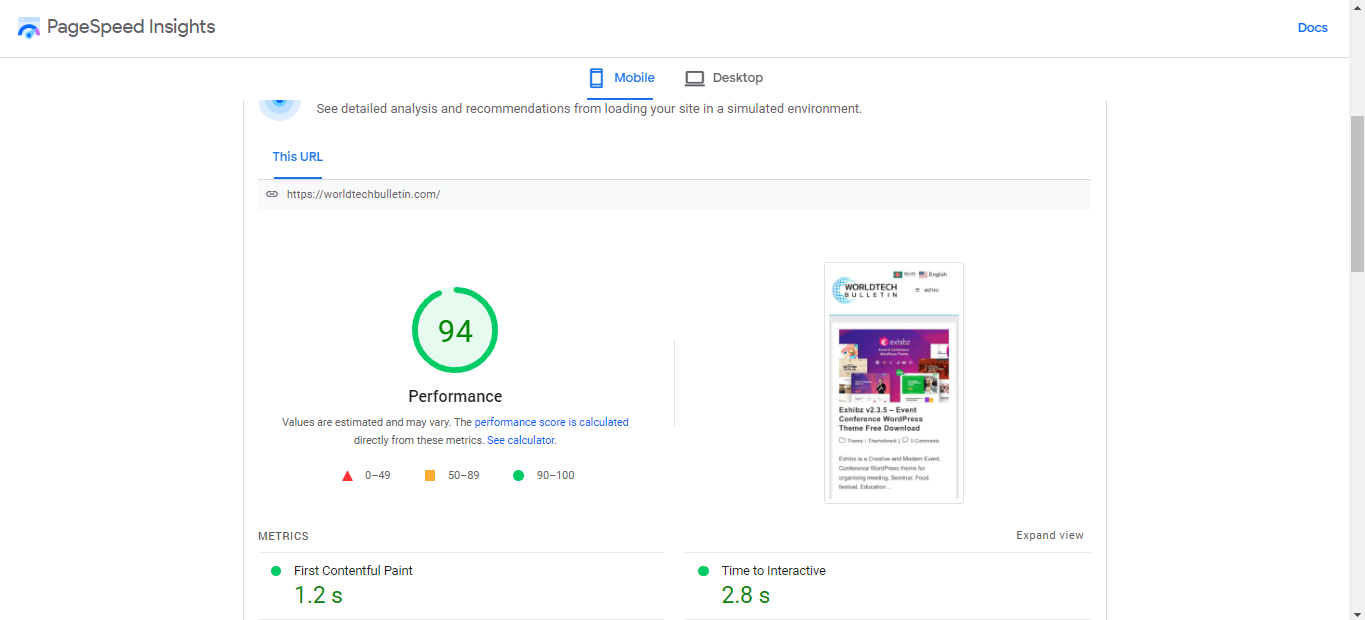 PageSpeed Insights
Docs
Mobile
Desktop
See detailed analysis and recommendations from loading your site in a simulated environment.
This URL
https://worldtechbulletin.com/
94
Performance
Values are estimated and may vary. The performance score is calculated
directly from these metrics. See calculator.
0–49
50–89
90–100
English
WORLDTECH
BULLETIN
MENU
exhibz
Exhibz v2.3.5 – Event
Conference WordPress
Theme Free Download
Theme / Themeforest | 0 Comments
Exhibz is a Creative and Modern Event,
Conference WordPress theme for
organising meeting, Seminar, Food
festival, Education ...
METRICS
Expand view
First Contentful Paint
1.2 s
Time to Interactive
2.8 s